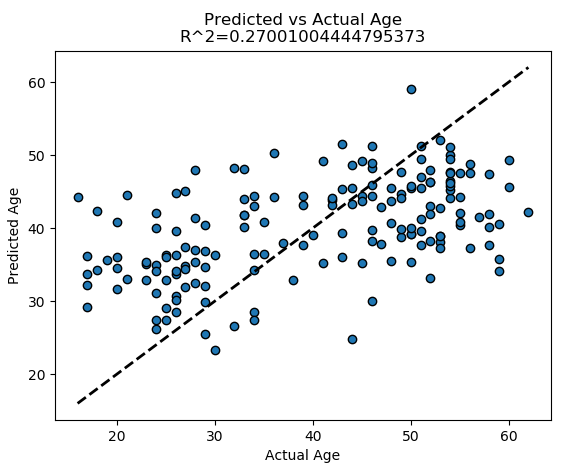 Predicted vs Actual Age
R^2=0.27001004444795373
60
50
40
30
20
Predicted Age
20 30 40 50 60
Actual Age